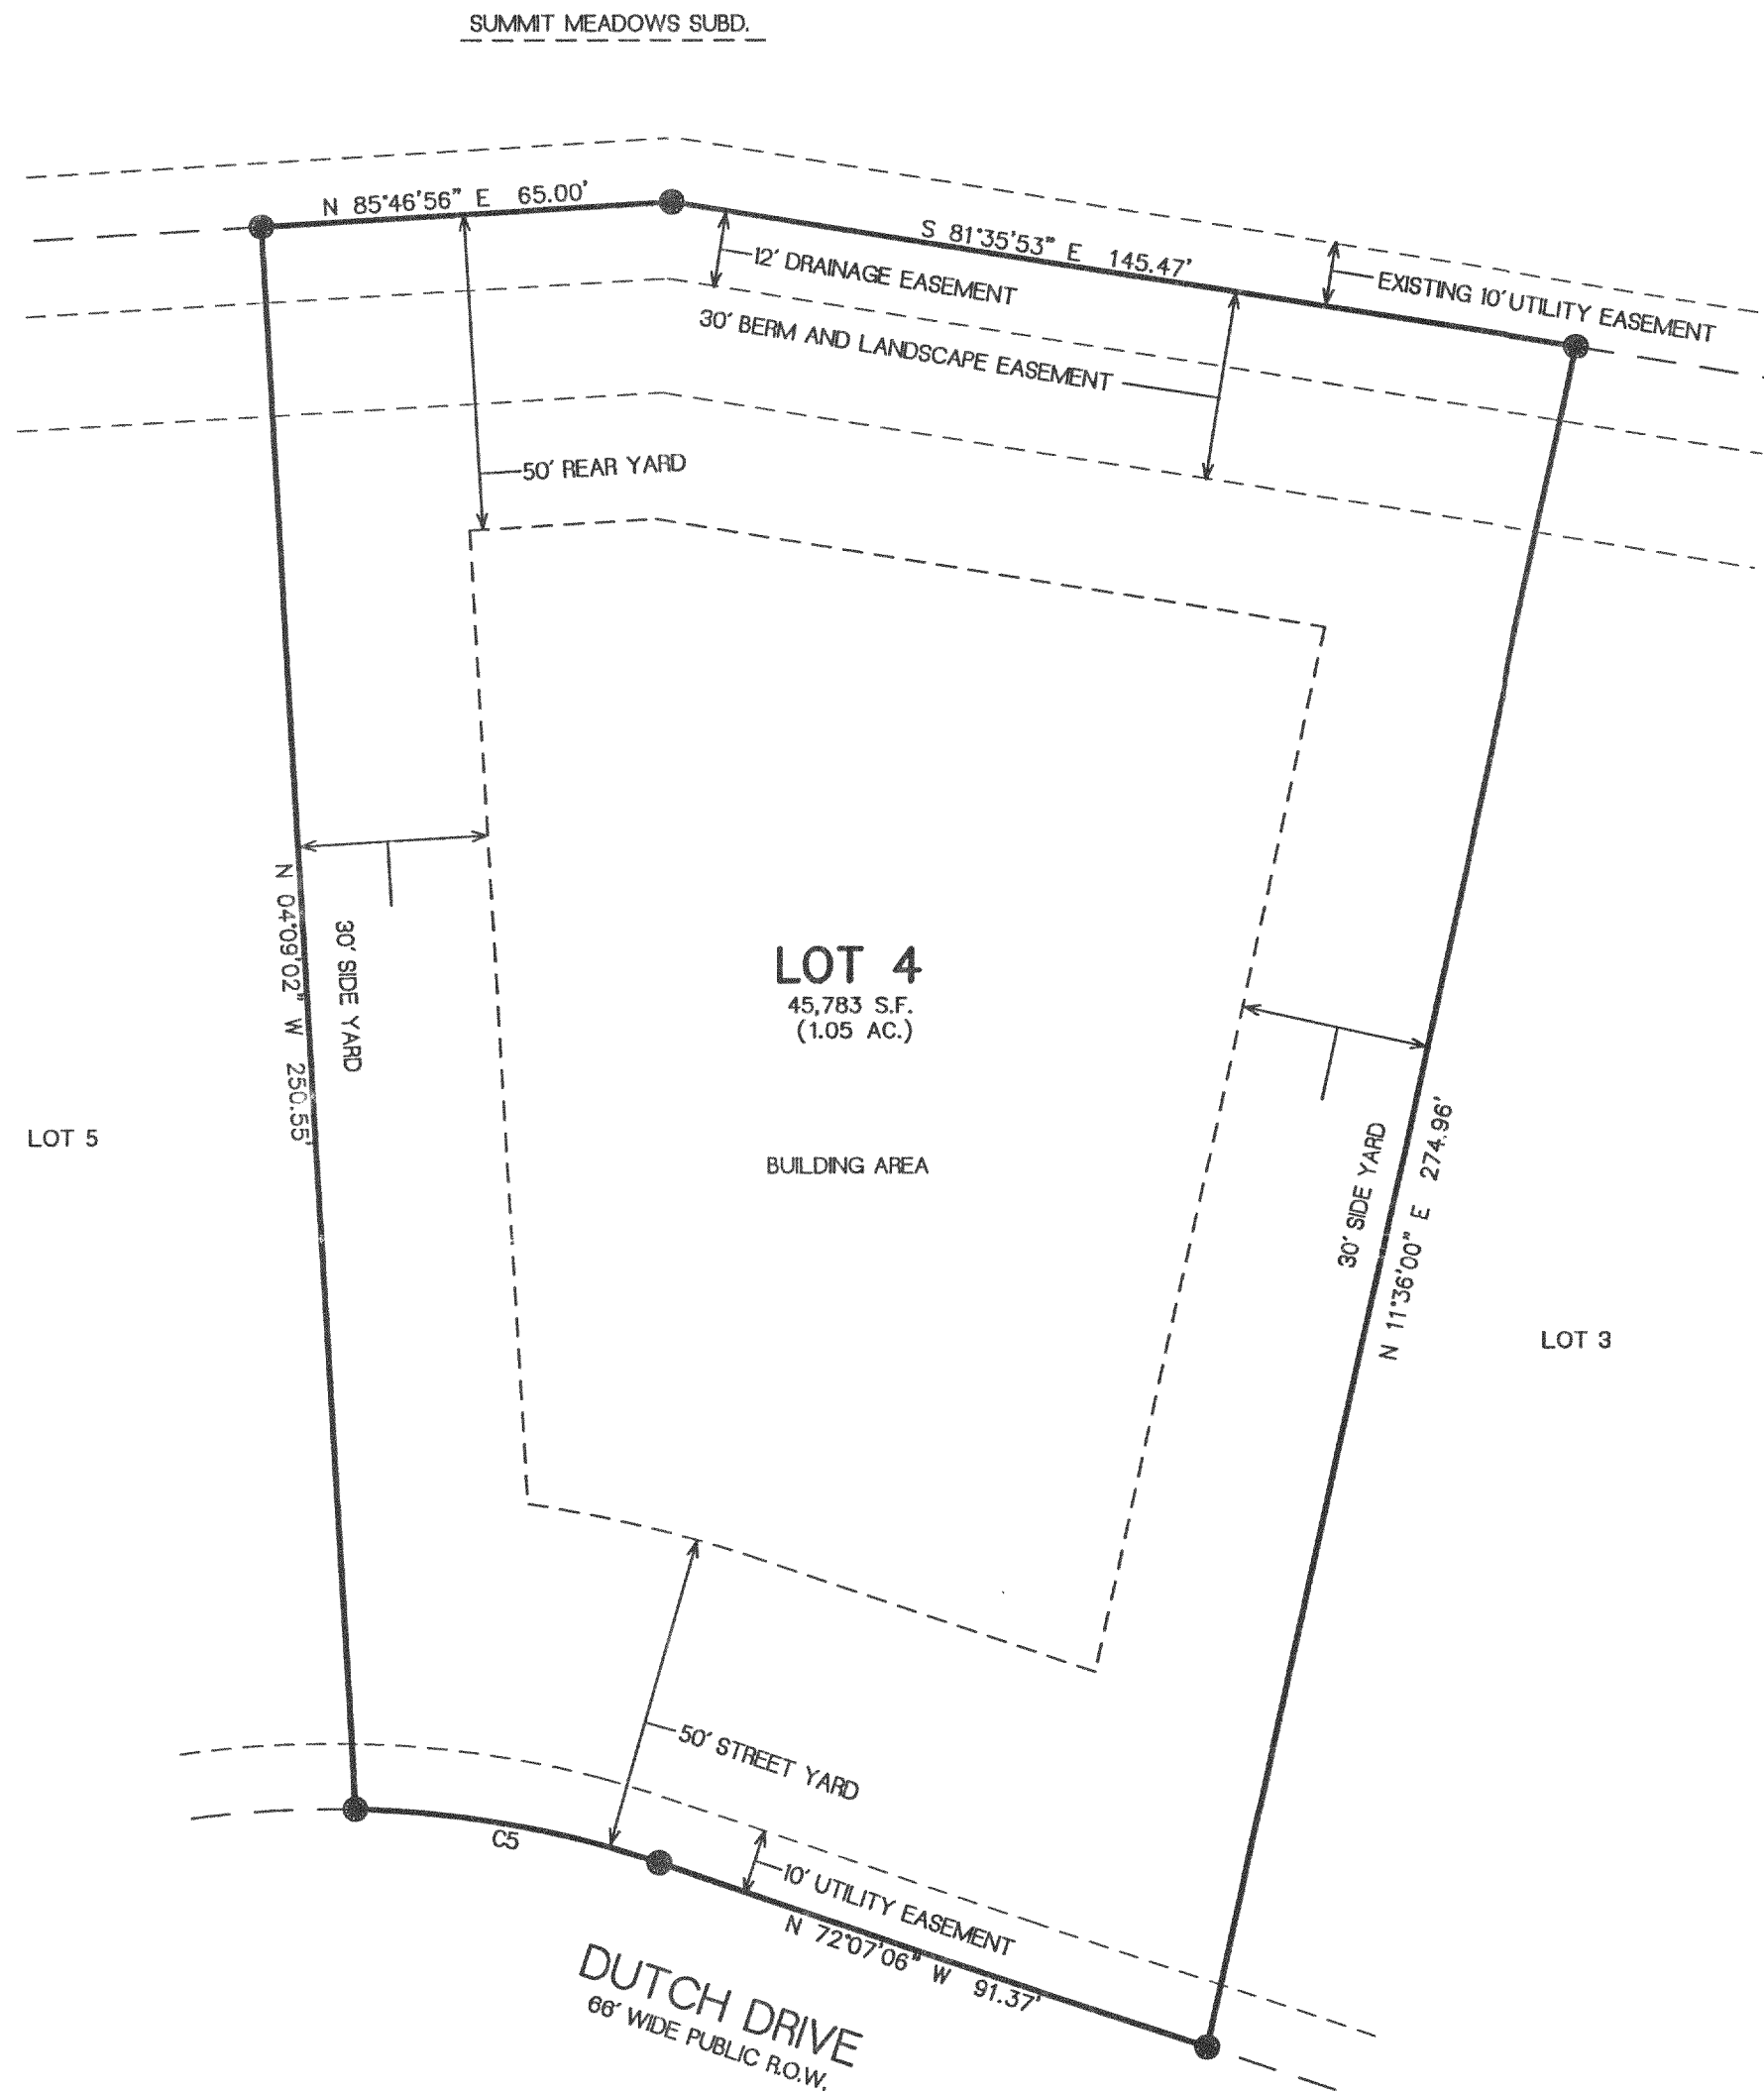 SUMMIT MEADOWS SUBD.
N 85°46'56" E 65.00'
S 81°35'53" E 145.47'
12' DRAINAGE EASEMENT
EXISTING 10' UTILITY EASEMENT
30' BERM AND LANDSCAPE EASEMENT
50' REAR YARD
N 04°09'02" W 250.55'
30' SIDE YARD
LOT 4
45,783 S.F.
(1.05 AC.)
LOT 5
BUILDING AREA
30' SIDE YARD
N 11°36'00" E 274.96'
LOT 3
50' STREET YARD
C5
10' UTILITY EASEMENT
N 72°07'06" W 91.37'
DUTCH DRIVE
66' WIDE PUBLIC R.O.W.